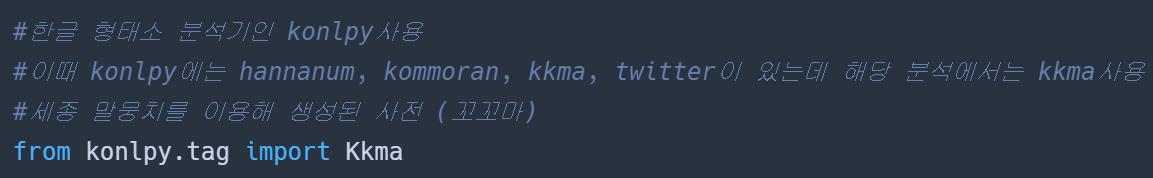 #한글 형태소 분석기인 konlpy사용
#이때 konlpy에는 hannanum, kommoran, kkma, twitter이 있는데 해당 분석에서는 kkma사용
#세종 말뭉치를 이용해 생성된 사전 (꼬꼬마)
from konlpy.tag import Kkma